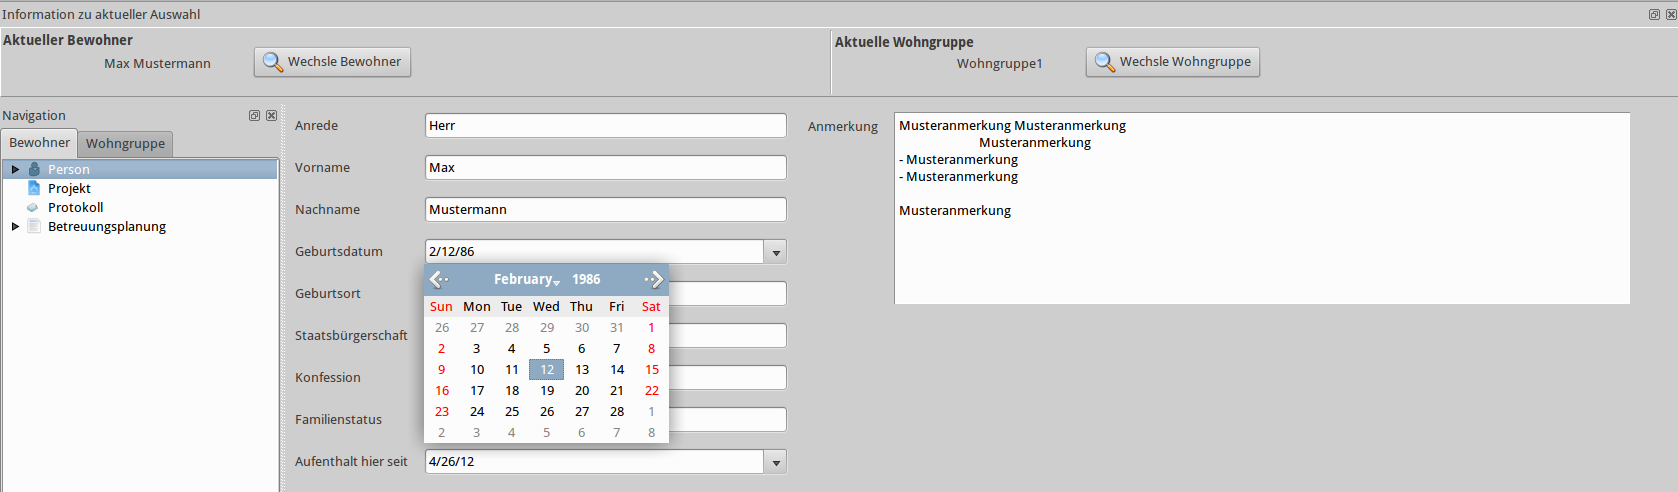 Information zu aktueller Auswahl
Aktueller Bewohner
Max Mustermann
Wechsle Bewohner
Aktuelle Wohngruppe
Wohngruppe1
Wechsle Wohngruppe
Navigation
Bewohner
Wohngruppe
Person
Projekt
Protokoll
Betreuungsplanung
Anrede
Herr
Vorname
Max
Nachname
Mustermann
Geburtsdatum
2/12/86
Geburtsort
Staatsbürgerschaft
Konfession
Familienstatus
February 1986
Sun Mon Tue Wed Thu Fri Sat
26 27 28 29 30 31 1
2 3 4 5 6 7 8
9 10 11 12 13 14 15
16 17 18 19 20 21 22
23 24 25 26 27 28 1
2 3 4 5 6 7 8
Aufenthalt hier seit
4/26/12
Anmerkung
Musteranmerkung Musteranmerkung
Musteranmerkung
- Musteranmerkung
- Musteranmerkung
Musteranmerkung